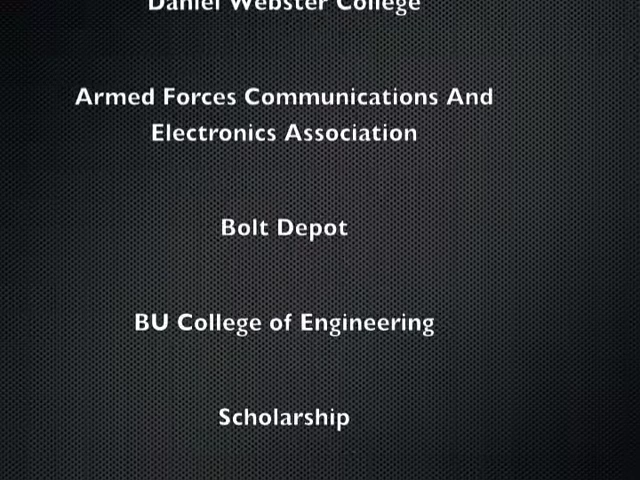 Daniel Webster College
Armed Forces Communications And
Electronics Association
Bolt Depot
BU College of Engineering
Scholarship